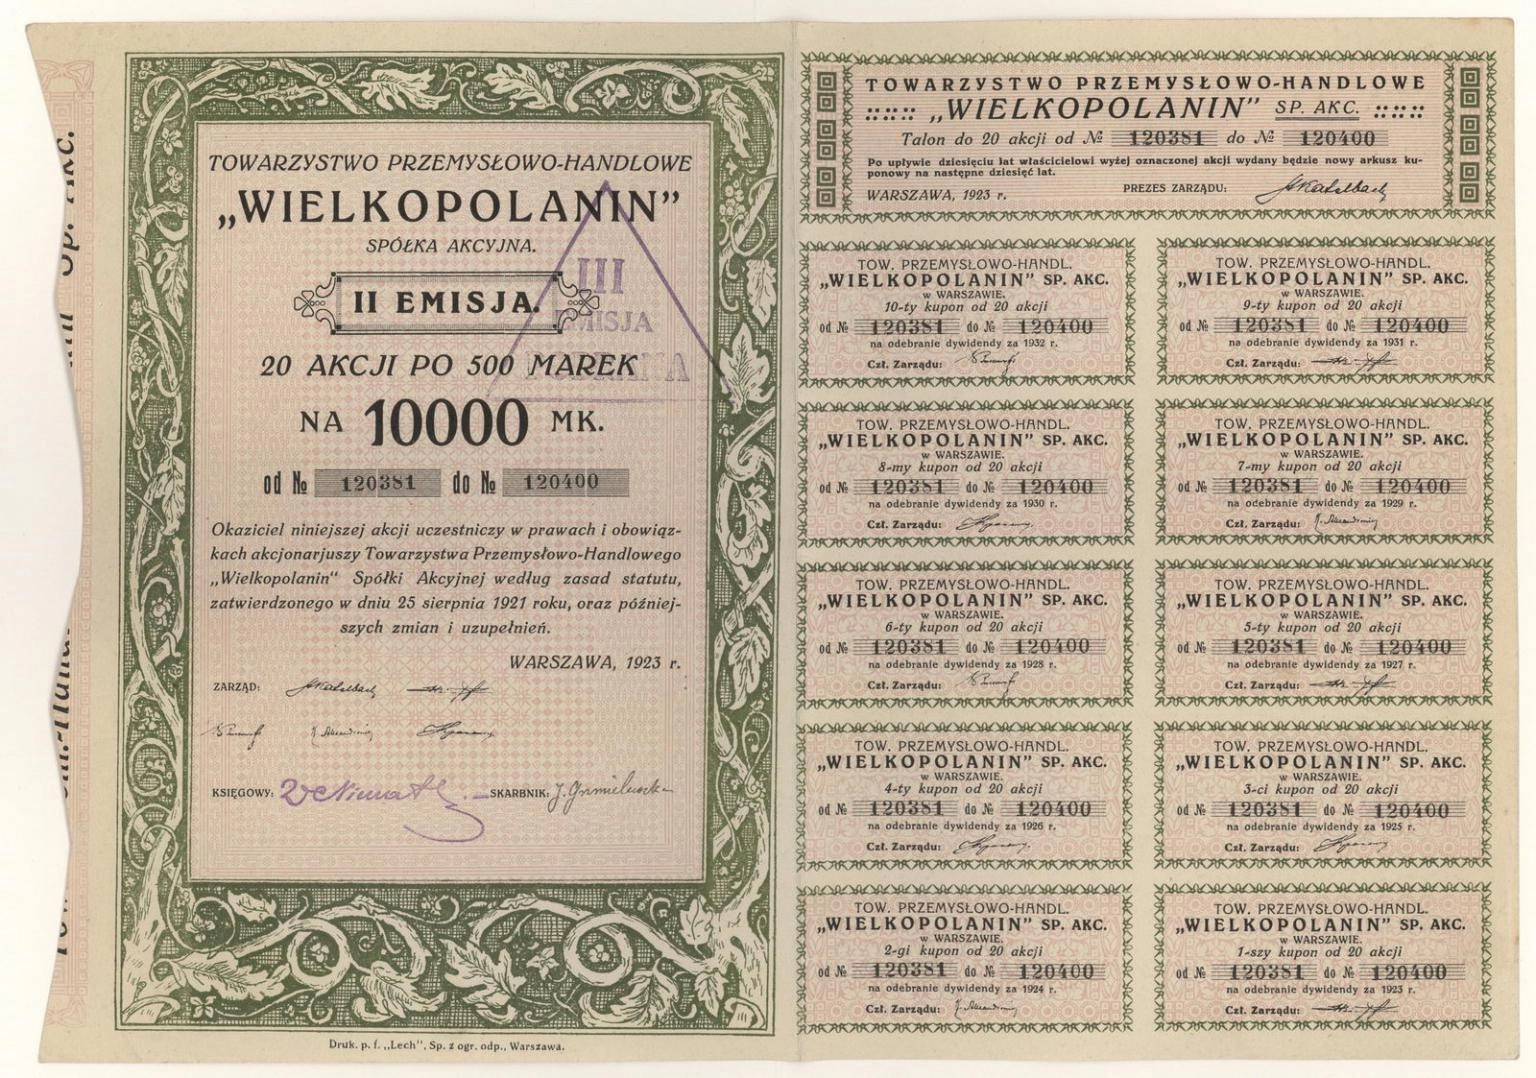 TOWARZYSTWO PRZEMYSŁOWO-HANDLOWE
„WIELKOPOLANIN”
SPÓŁKA AKCYJNA.
II EMISJA.
III
EMISJA
20 AKCJI PO 500 MAREK
NA 10000 MK.
od № 120381 do № 120400
Okaziciel niniejszej akcji uczestniczy w prawach i obowiąz-
kach akcjonarjuszy Towarzystwa Przemysłowo-Handlowego
„Wielkopolanin“ Spółki Akcyjnej według zasad statutu,
zatwierdzonego w dniu 25 sierpnia 1921 roku, oraz później-
szych zmian i uzupełnień.
WARSZAWA, 1923 r.
ZARZĄD:
KSIĘGOWY:
SKARBNIK:
Druk. p. f. „Lech”, Sp. z ogr. odp., Warszawa.
Sp. Akc.
TOWARZYSTWO PRZEMYSŁOWO-HANDLOWE
„WIELKOPOLANIN” SP. AKC.
Talon do 20 akcji od № 120381 do № 120400
Po upływie dziesięciu lat właścicielowi wyżej oznaczonej akcji wydany będzie nowy arkusz ku-
ponowy na następne dziesięć lat.
WARSZAWA, 1923 r.
PREZES ZARZĄDU:
TOW. PRZEMYSŁOWO-HANDL.
„WIELKOPOLANIN” SP. AKC.
w WARSZAWIE.
10-ty kupon od 20 akcji
od № 120381 do № 120400
na odebranie dywidendy za 1932 r.
Czł. Zarządu:
TOW. PRZEMYSŁOWO-HANDL.
„WIELKOPOLANIN” SP. AKC.
w WARSZAWIE.
9-ty kupon od 20 akcji
od № 120381 do № 120400
na odebranie dywidendy za 1931 r.
Czł. Zarządu:
TOW. PRZEMYSŁOWO-HANDL.
„WIELKOPOLANIN” SP. AKC.
w WARSZAWIE.
8-my kupon od 20 akcji
od № 120381 do № 120400
na odebranie dywidendy za 1930 r.
Czł. Zarządu:
TOW. PRZEMYSŁOWO-HANDL.
„WIELKOPOLANIN” SP. AKC.
w WARSZAWIE.
7-my kupon od 20 akcji
od № 120381 do № 120400
na odebranie dywidendy za 1929 r.
Czł. Zarządu:
TOW. PRZEMYSŁOWO-HANDL.
„WIELKOPOLANIN” SP. AKC.
w WARSZAWIE.
6-ty kupon od 20 akcji
od № 120381 do № 120400
na odebranie dywidendy za 1928 r.
Czł. Zarządu:
TOW. PRZEMYSŁOWO-HANDL.
„WIELKOPOLANIN” SP. AKC.
w WARSZAWIE.
5-ty kupon od 20 akcji
od № 120381 do № 120400
na odebranie dywidendy za 1927 r.
Czł. Zarządu:
TOW. PRZEMYSŁOWO-HANDL.
„WIELKOPOLANIN” SP. AKC.
w WARSZAWIE.
4-ty kupon od 20 akcji
od № 120381 do № 120400
na odebranie dywidendy za 1926 r.
Czł. Zarządu:
TOW. PRZEMYSŁOWO-HANDL.
„WIELKOPOLANIN” SP. AKC.
w WARSZAWIE.
3-ci kupon od 20 akcji
od № 120381 do № 120400
na odebranie dywidendy za 1925 r.
Czł. Zarządu:
TOW. PRZEMYSŁOWO-HANDL.
„WIELKOPOLANIN” SP. AKC.
w WARSZAWIE.
2-gi kupon od 20 akcji
od № 120381 do № 120400
na odebranie dywidendy za 1924 r.
Czł. Zarządu:
TOW. PRZEMYSŁOWO-HANDL.
„WIELKOPOLANIN” SP. AKC.
w WARSZAWIE.
1-szy kupon od 20 akcji
od № 120381 do № 120400
na odebranie dywidendy za 1923 r.
Czł. Zarządu: